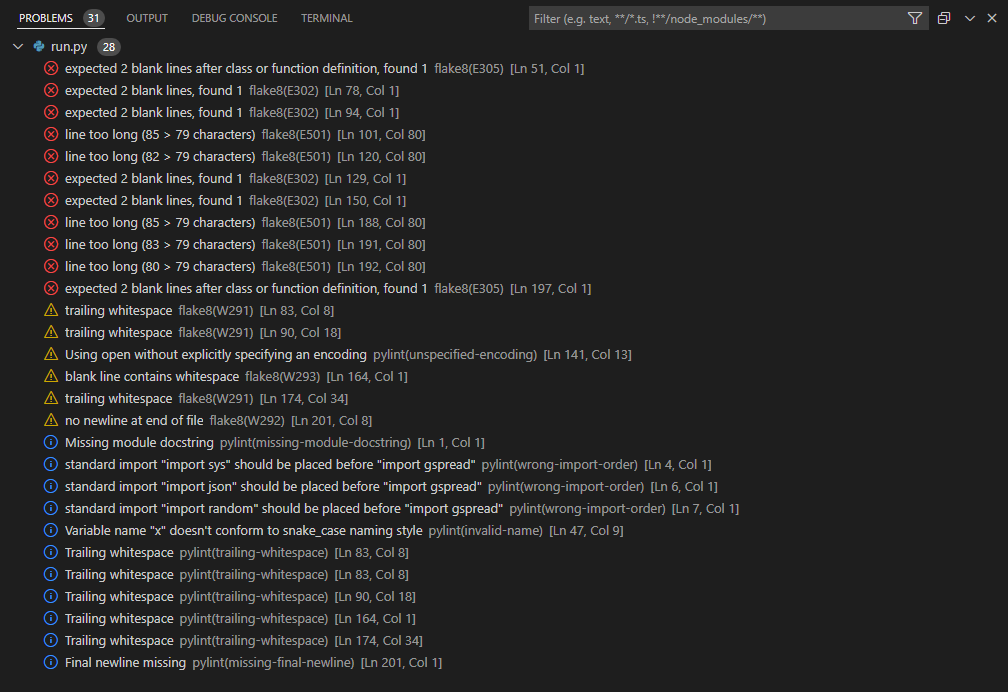 PROBLEMS 31 OUTPUT DEBUG CONSOLE TERMINAL Filter (e.g. text, **/*.ts, !**/node_modules/**)
run.py 28
expected 2 blank lines after class or function definition, found 1 flake8(E305) [Ln 51, Col 1]
expected 2 blank lines, found 1 flake8(E302) [Ln 78, Col 1]
expected 2 blank lines, found 1 flake8(E302) [Ln 94, Col 1]
line too long (85 > 79 characters) flake8(E501) [Ln 101, Col 80]
line too long (82 > 79 characters) flake8(E501) [Ln 120, Col 80]
expected 2 blank lines, found 1 flake8(E302) [Ln 129, Col 1]
expected 2 blank lines, found 1 flake8(E302) [Ln 150, Col 1]
line too long (85 > 79 characters) flake8(E501) [Ln 188, Col 80]
line too long (83 > 79 characters) flake8(E501) [Ln 191, Col 80]
line too long (80 > 79 characters) flake8(E501) [Ln 192, Col 80]
expected 2 blank lines after class or function definition, found 1 flake8(E305) [Ln 197, Col 1]
trailing whitespace flake8(W291) [Ln 83, Col 8]
trailing whitespace flake8(W291) [Ln 90, Col 18]
Using open without explicitly specifying an encoding pylint(unspecified-encoding) [Ln 141, Col 13]
blank line contains whitespace flake8(W293) [Ln 164, Col 1]
trailing whitespace flake8(W291) [Ln 174, Col 34]
no newline at end of file flake8(W292) [Ln 201, Col 8]
Missing module docstring pylint(missing-module-docstring) [Ln 1, Col 1]
standard import "import sys" should be placed before "import gspread" pylint(wrong-import-order) [Ln 4, Col 1]
standard import "import json" should be placed before "import gspread" pylint(wrong-import-order) [Ln 6, Col 1]
standard import "import random" should be placed before "import gspread" pylint(wrong-import-order) [Ln 7, Col 1]
Variable name "x" doesn't conform to snake_case naming style pylint(invalid-name) [Ln 47, Col 9]
Trailing whitespace pylint(trailing-whitespace) [Ln 83, Col 8]
Trailing whitespace pylint(trailing-whitespace) [Ln 83, Col 8]
Trailing whitespace pylint(trailing-whitespace) [Ln 90, Col 18]
Trailing whitespace pylint(trailing-whitespace) [Ln 164, Col 1]
Trailing whitespace pylint(trailing-whitespace) [Ln 174, Col 34]
Final newline missing pylint(missing-final-newline) [Ln 201, Col 1]